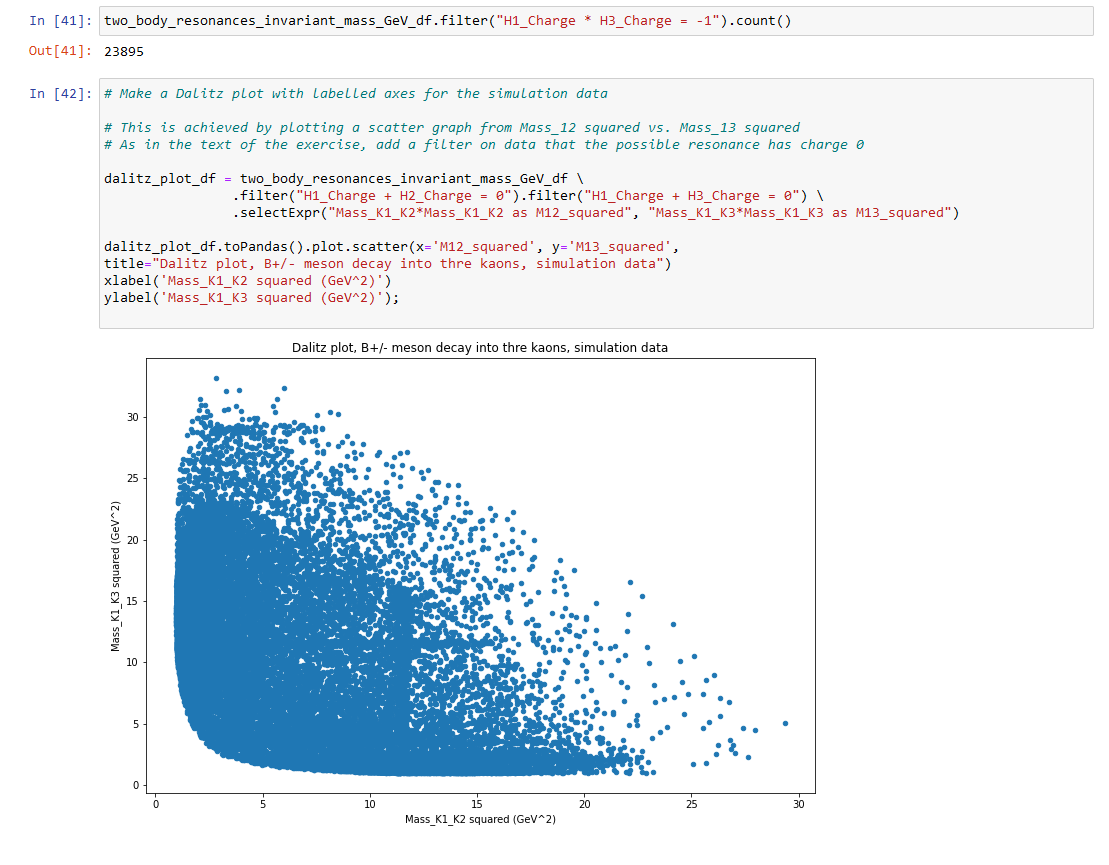 In [41]: two_body_resonances_invariant_mass_GeV_df.filter("H1_Charge * H3_Charge = -1").count()
Out[41]: 23895
In [42]: # Make a Dalitz plot with labelled axes for the simulation data
# This is achieved by plotting a scatter graph from Mass_12 squared vs. Mass_13 squared
# As in the text of the exercise, add a filter on data that the possible resonance has charge 0
dalitz_plot_df = two_body_resonances_invariant_mass_GeV_df \
.filter("H1_Charge + H2_Charge = 0").filter("H1_Charge + H3_Charge = 0") \
.selectExpr("Mass_K1_K2*Mass_K1_K2 as M12_squared", "Mass_K1_K3*Mass_K1_K3 as M13_squared")
dalitz_plot_df.toPandas().plot.scatter(x='M12_squared', y='M13_squared',
title="Dalitz plot, B+/- meson decay into thre kaons, simulation data")
xlabel('Mass_K1_K2 squared (GeV^2)')
ylabel('Mass_K1_K3 squared (GeV^2)');
Dalitz plot, B+/- meson decay into thre kaons, simulation data
30
25
20
15
10
5
0
Mass_K1_K3 squared (GeV^2)
0 5 10 15 20 25 30
Mass_K1_K2 squared (GeV^2)